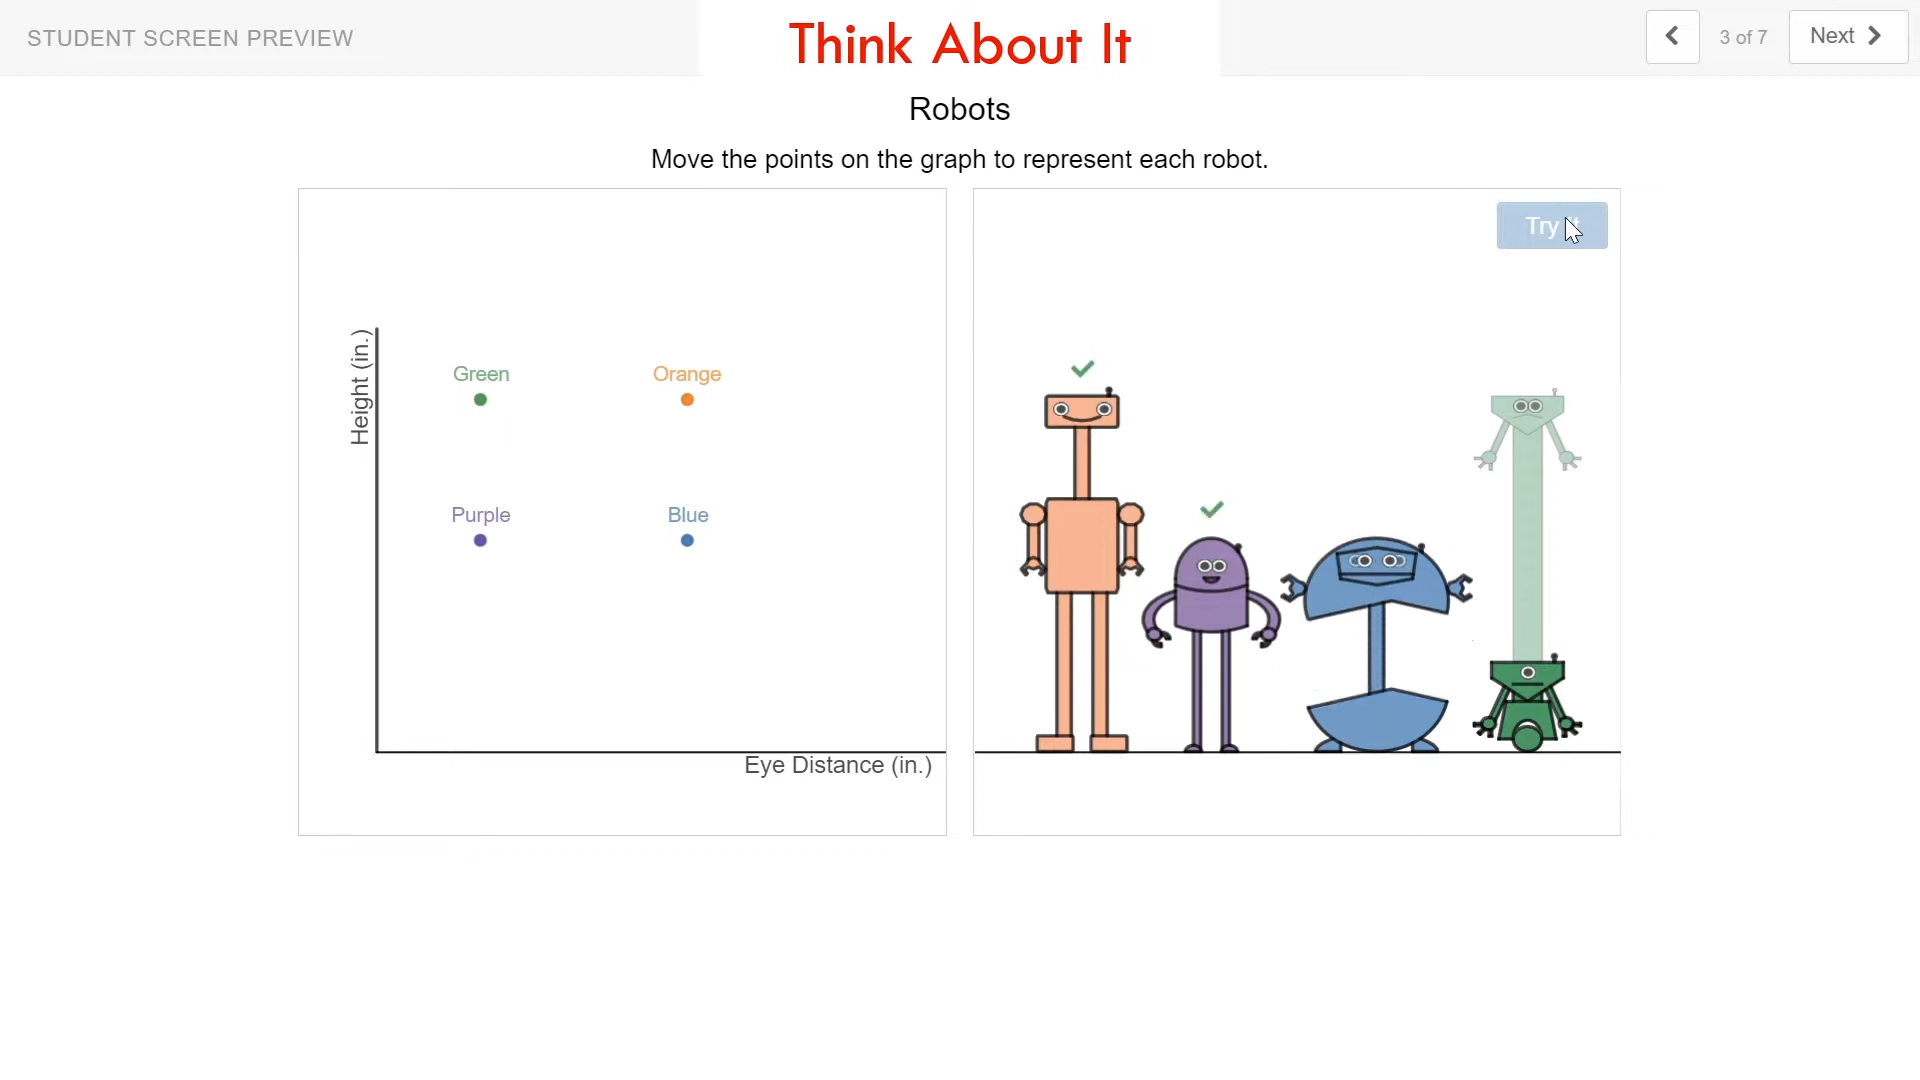 STUDENT SCREEN PREVIEW
Think About It
3 of 7
Next
Robots
Move the points on the graph to represent each robot.
Try It
Height (in.)
Green
Orange
Purple
Blue
Eye Distance (in.)